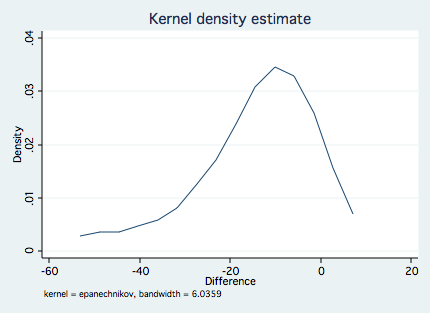 Kernel density estimate
.04
.03
.02
.01
0
Density
-60 -40 -20 0 20
Difference
kernel = epanechnikov, bandwidth = 6.0359